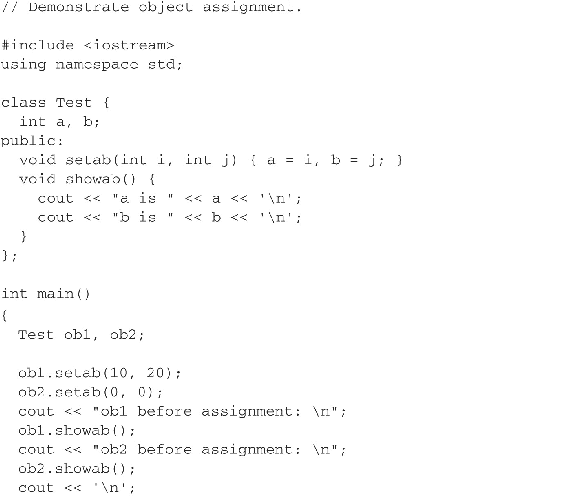 // Demonstrate object assignment.
#include <iostream>
using namespace std;
class Test {
int a, b;
public:
void setab(int i, int j) { a = i, b = j; }
void showab() {
cout << "a is " << a << '\n';
cout << "b is " << b << '\n';
}
};
int main()
{
Test ob1, ob2;
ob1.setab(10, 20);
ob2.setab(0, 0);
cout << "ob1 before assignment: \n";
ob1.showab();
cout << "ob2 before assignment: \n";
ob2.showab();
cout << '\n';